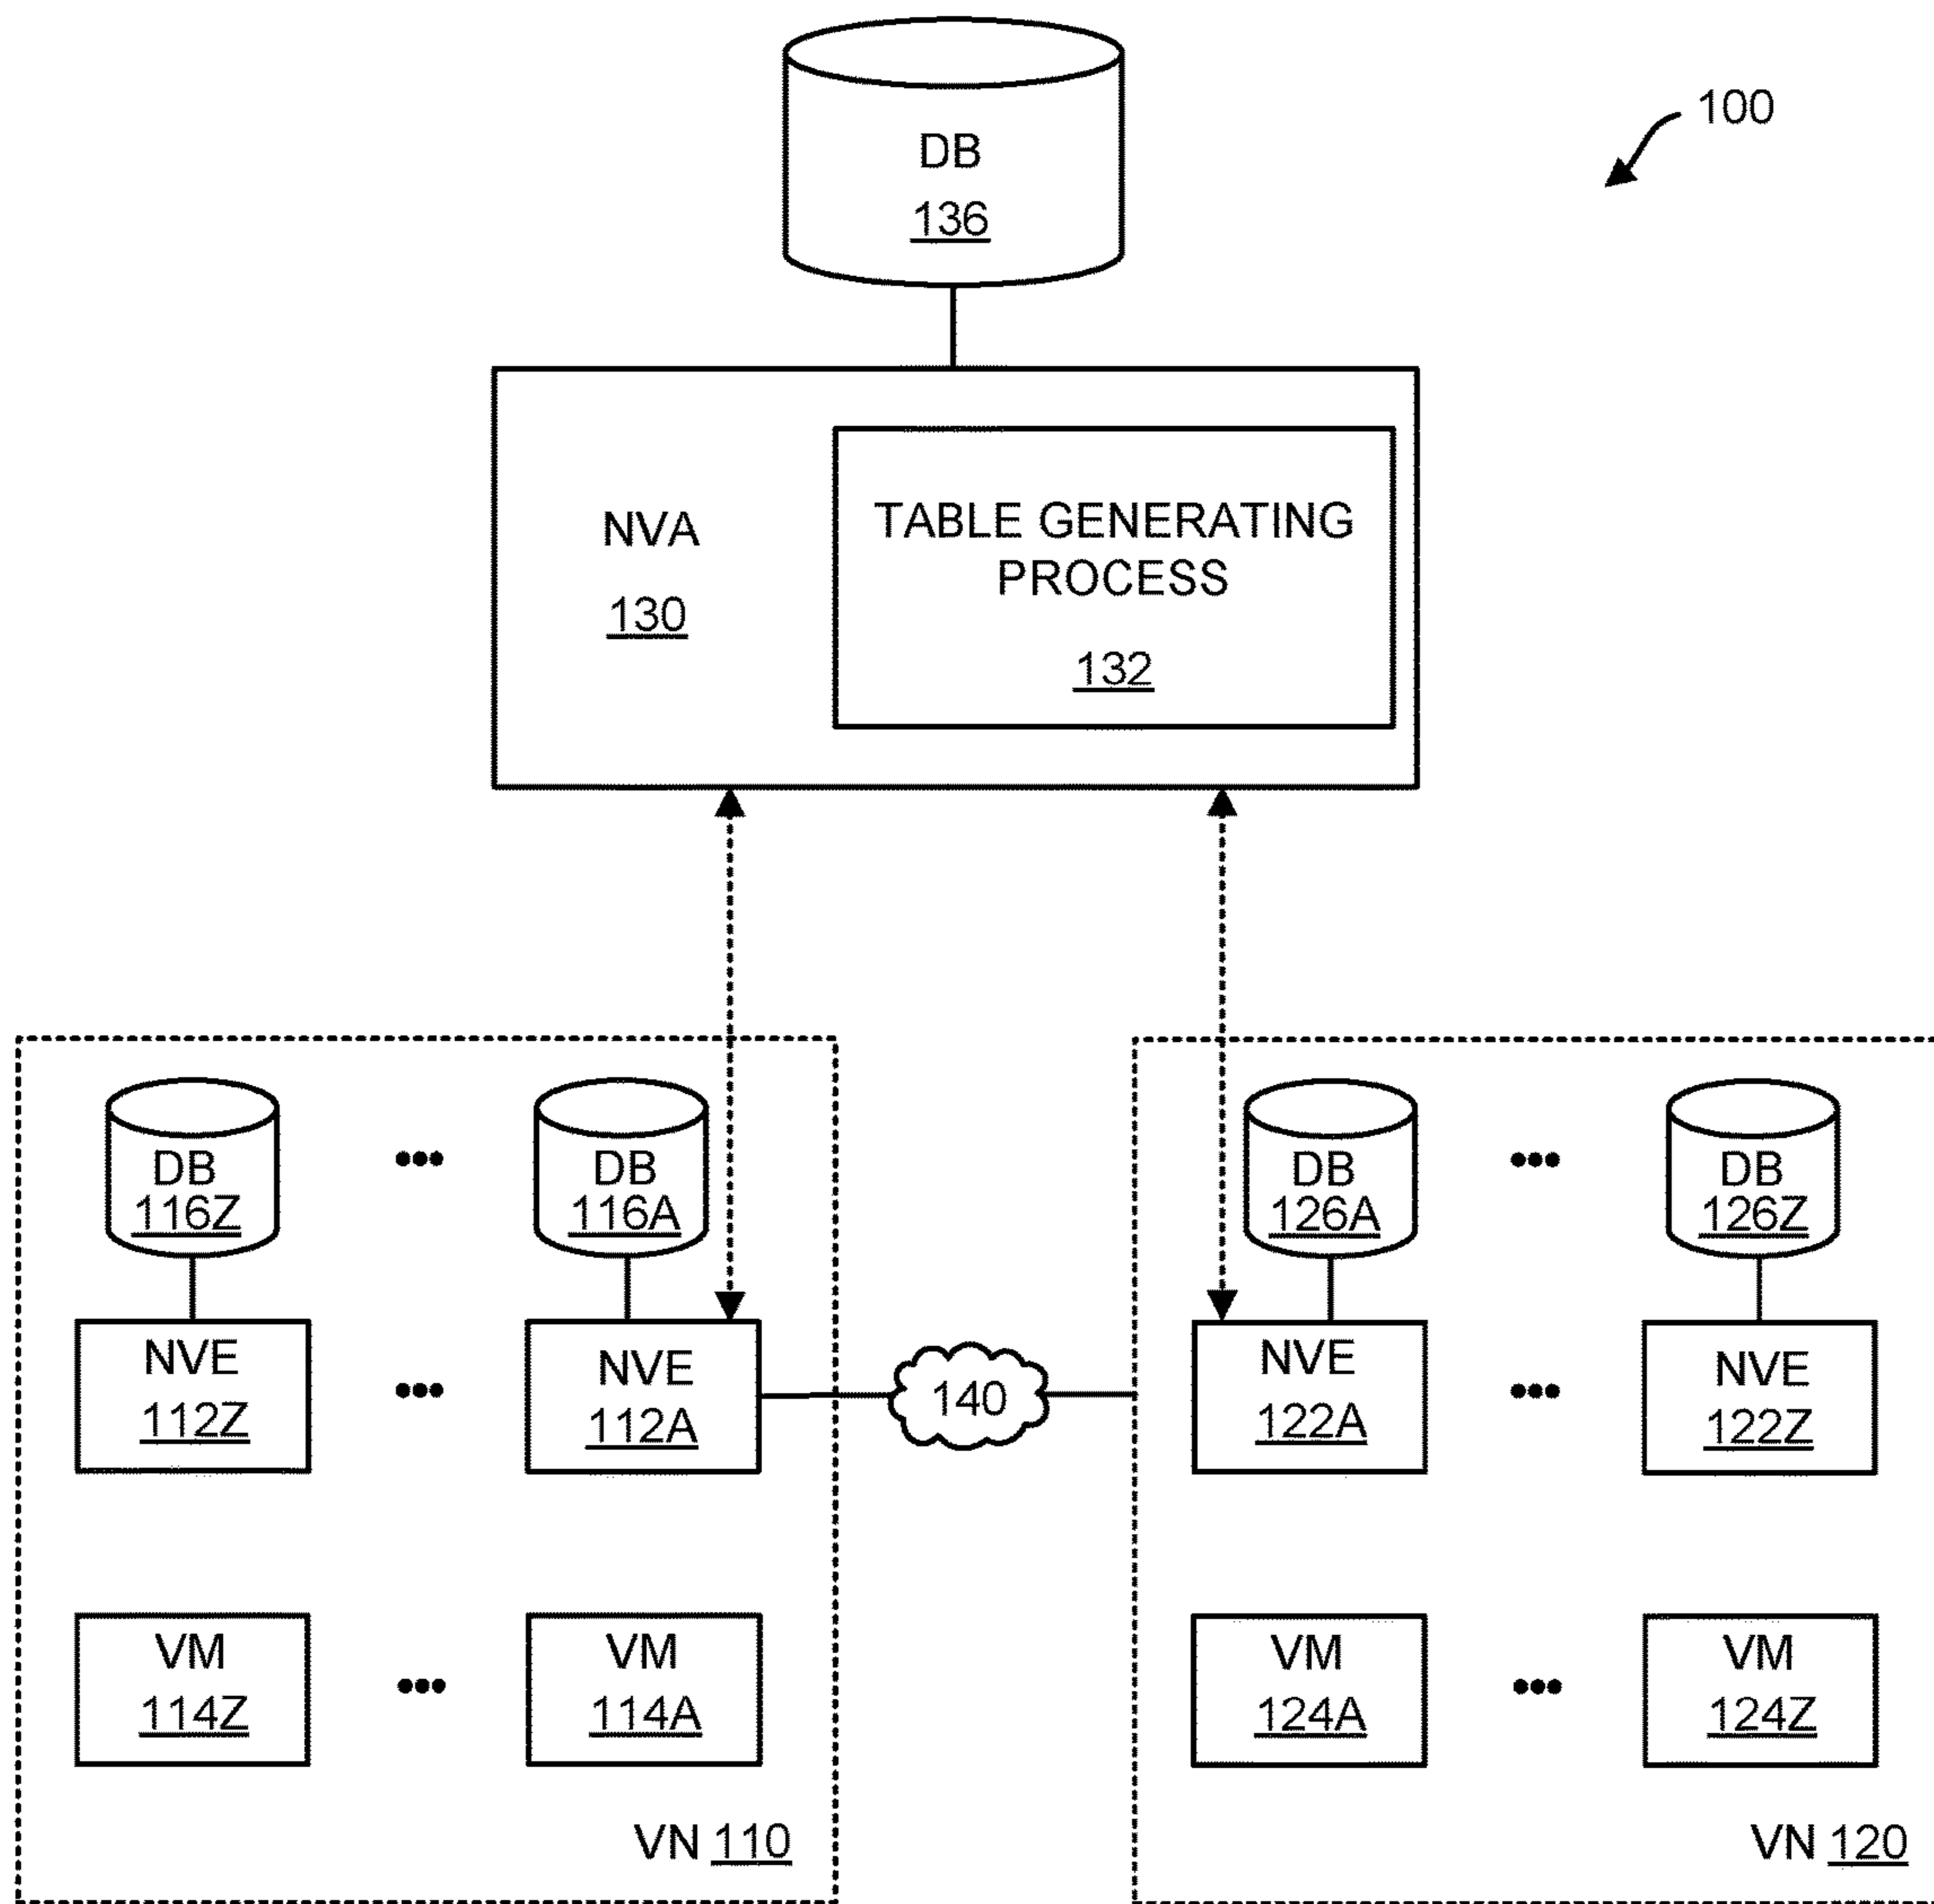 100
DB
136
NVA
130
TABLE GENERATING
PROCESS
132
DB
116Z
DB
116A
DB
126A
DB
126Z
NVE
112Z
NVE
112A
140
NVE
122A
NVE
122Z
VM
114Z
VM
114A
VM
124A
VM
124Z
VN 110
VN 120